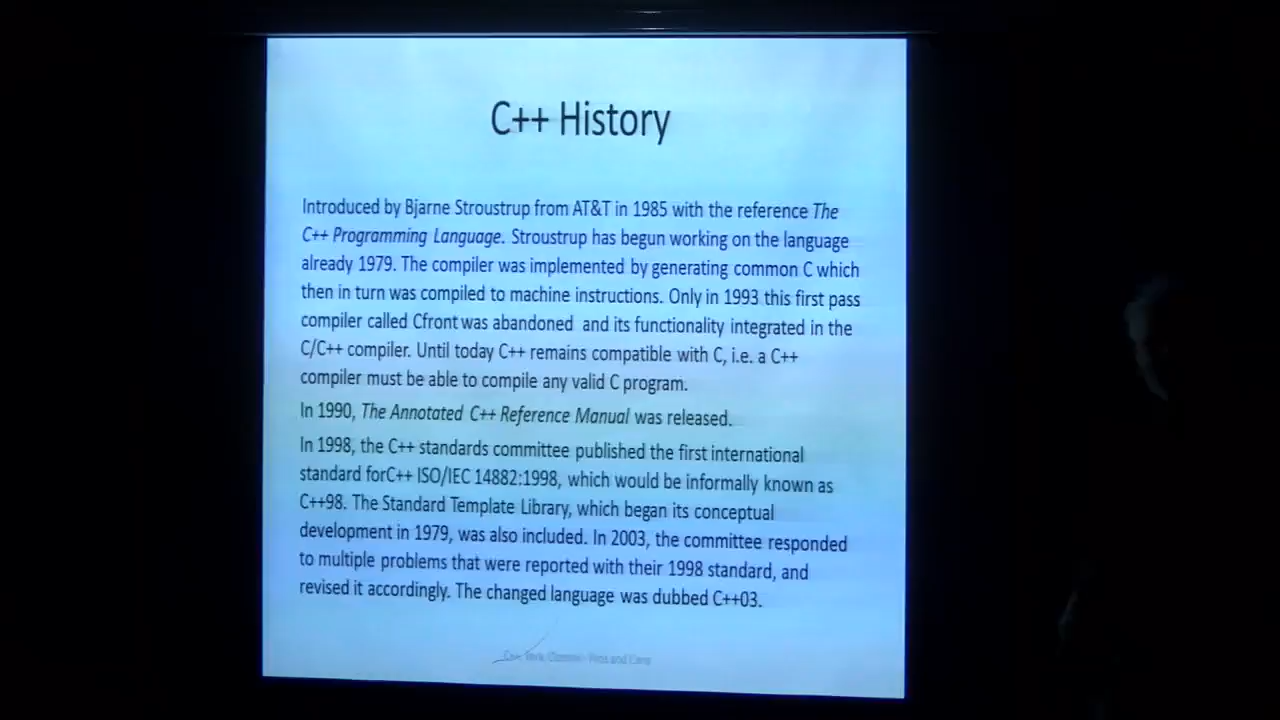 C++ History
Introduced by Bjarne Stroustrup from AT&T in 1985 with the reference The
C++ Programming Language. Stroustrup has begun working on the language
already 1979. The compiler was implemented by generating common C which
then in turn was compiled to machine instructions. Only in 1993 this first pass
compiler called Cfront was abandoned and its functionality integrated in the
C/C++ compiler. Until today C++ remains compatible with C, i.e. a C++
compiler must be able to compile any valid C program.
In 1990, The Annotated C++ Reference Manual was released.
In 1998, the C++ standards committee published the first international
standard forC++ ISO/IEC 14882:1998, which would be informally known as
C++98. The Standard Template Library, which began its conceptual
development in 1979, was also included. In 2003, the committee responded
to multiple problems that were reported with their 1998 standard, and
revised it accordingly. The changed language was dubbed C++03.
and